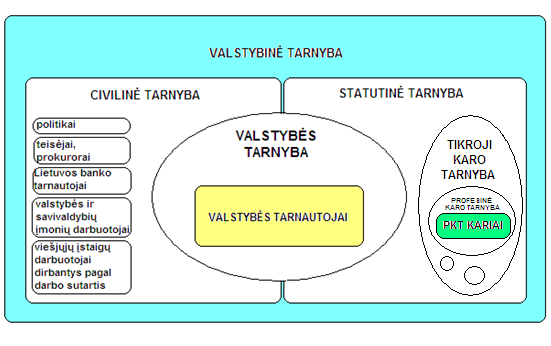 VALSTYBINĖ TARNYBA
CIVILINĖ TARNYBA
politikai
teisėjai,
prokurorai
Lietuvos banko
tarnautojai
valstybės ir
savivaldybių
įmonių darbuotojai
viešųjų įstaigų
darbuotojai
dirbantys pagal
darbo sutartis
VALSTYBĖS
TARNYBA
VALSTYBĖS TARNAUTOJAI
STATUTINĖ TARNYBA
TIKROJI
KARO
TARNYBA
PROFESINĖ
KARO TARNYBA
PKT KARIAI